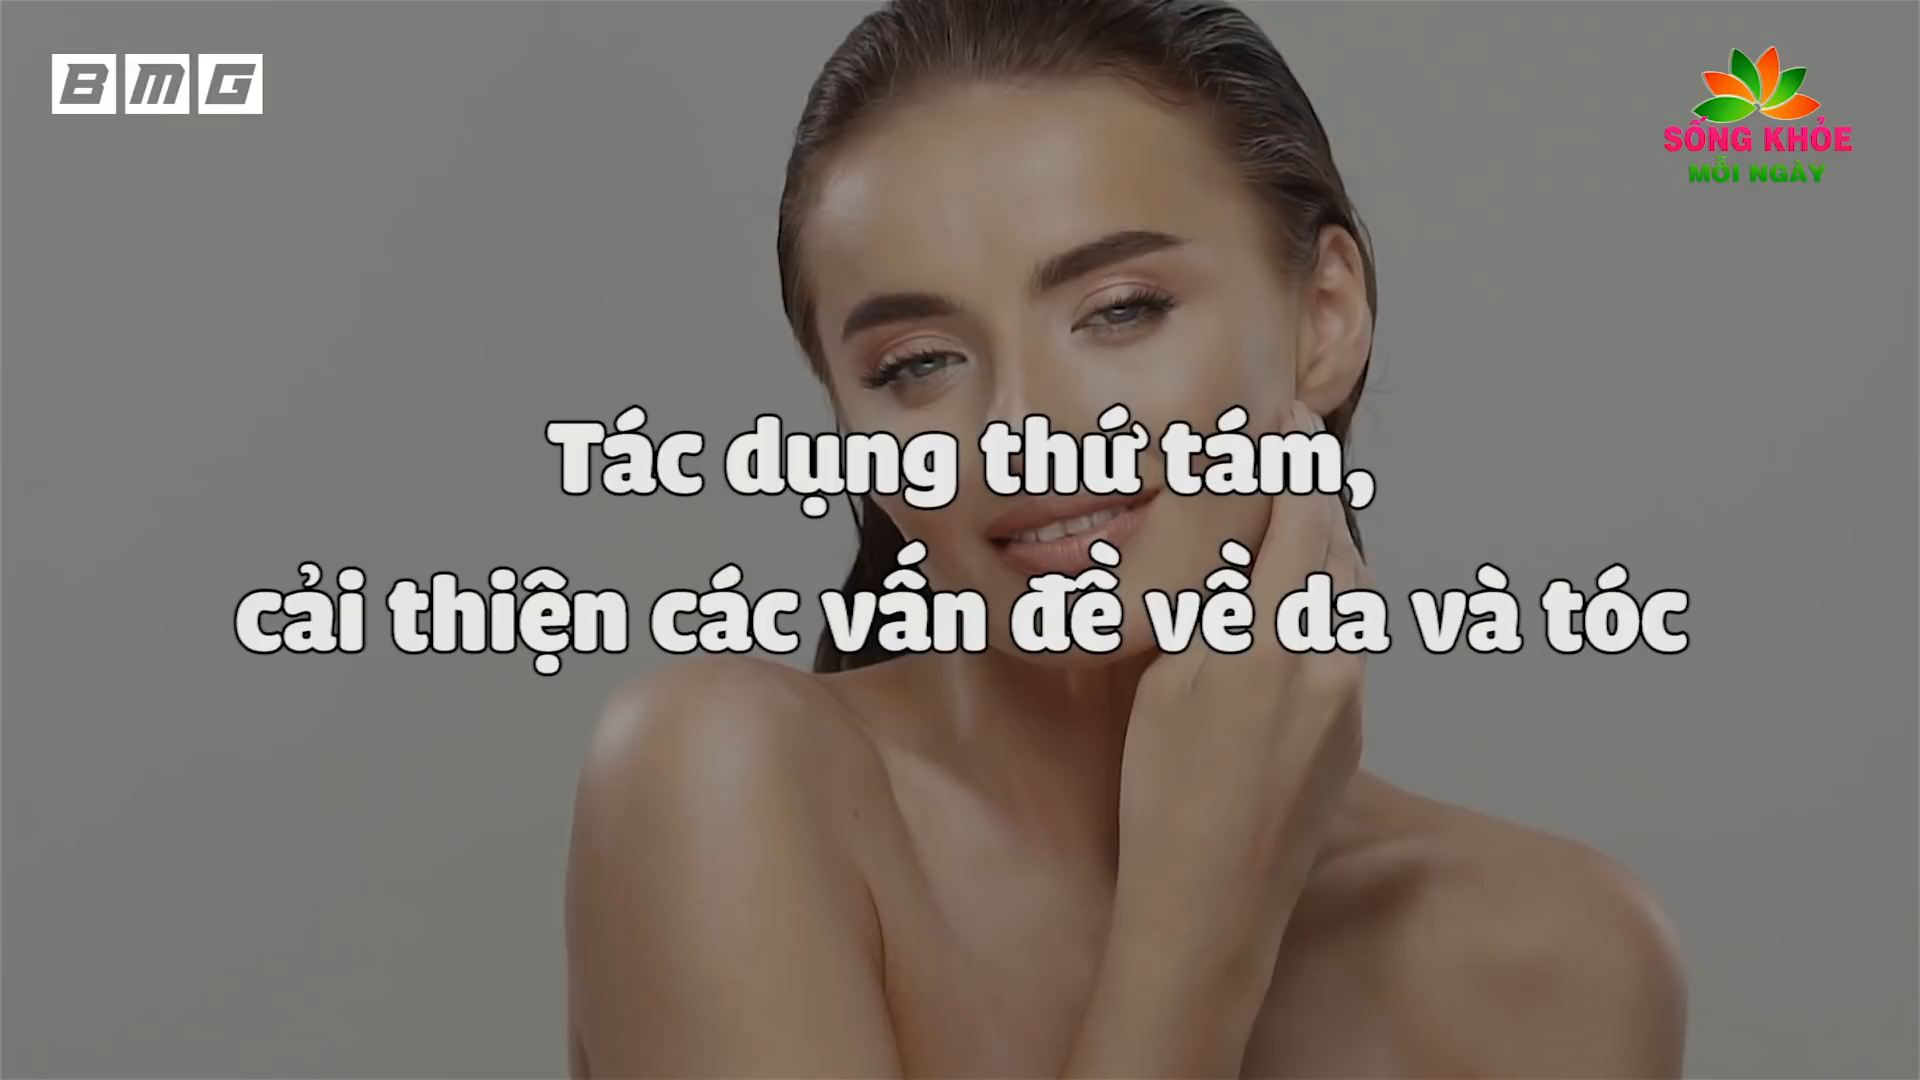 BMG
SỐNG KHỎE
MỖI NGÀY
Tác dụng thứ tám,
cải thiện các vấn đề về da và tóc